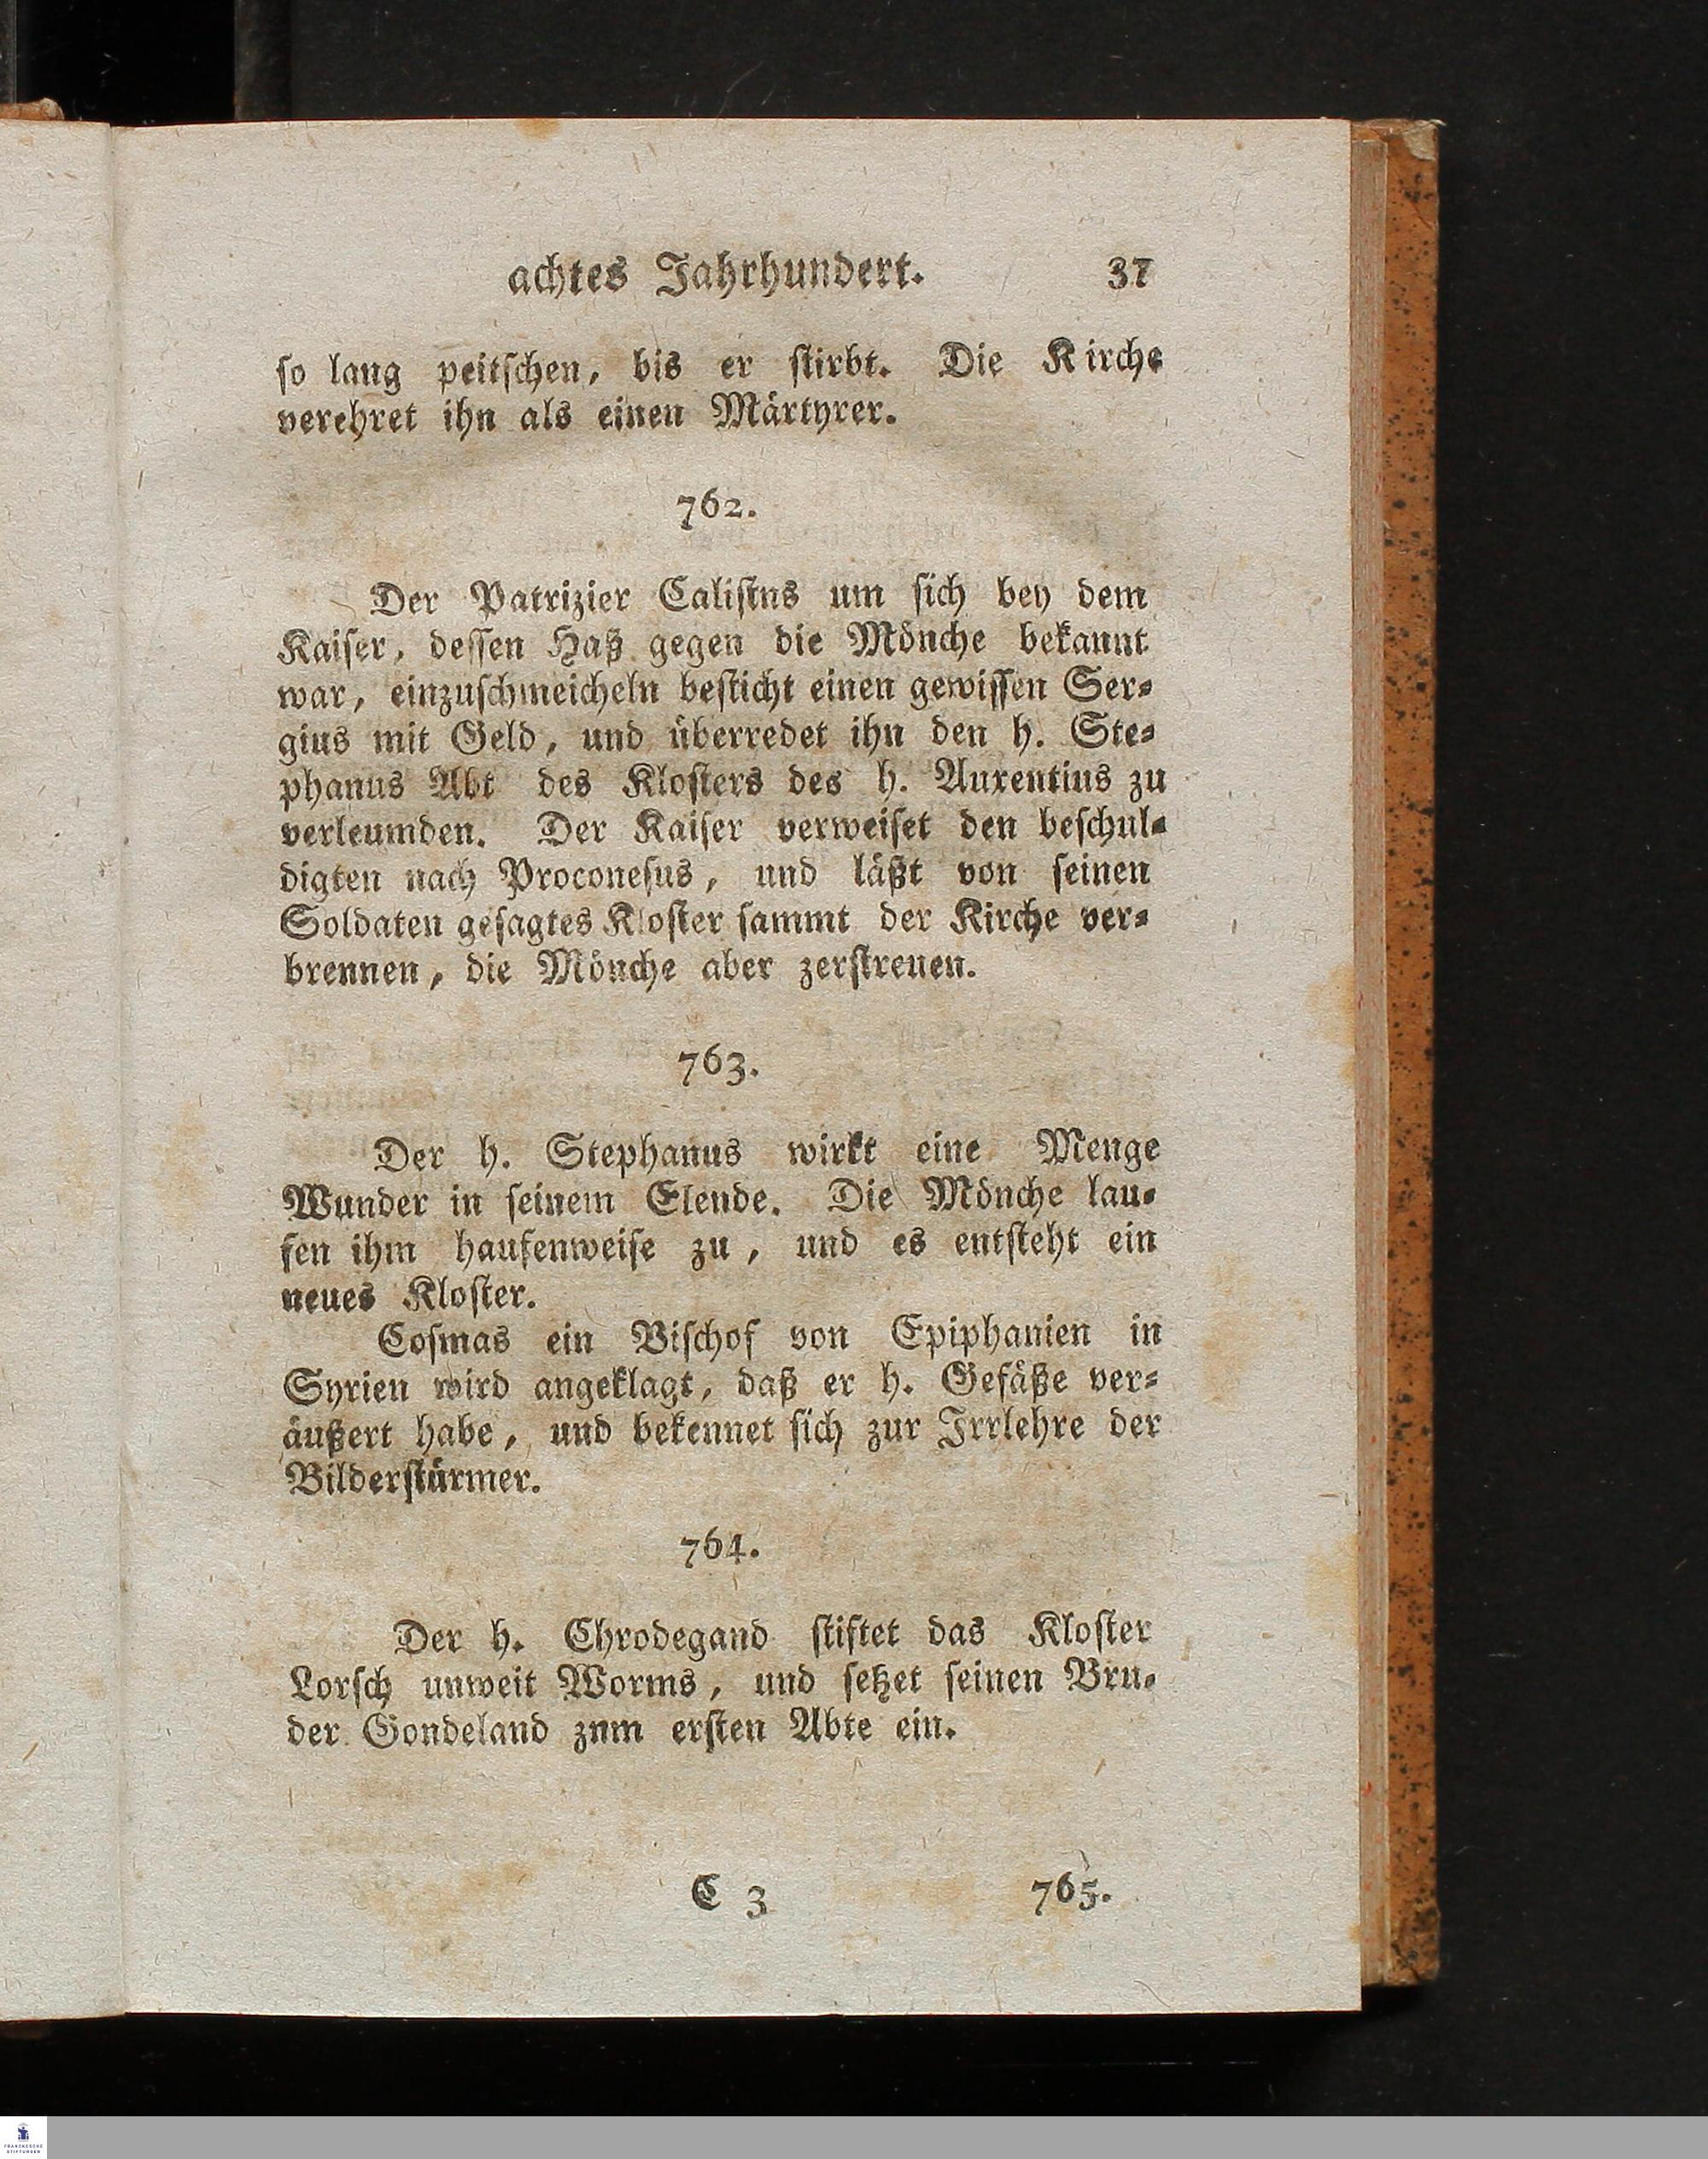 achtes Jahrhundert. 37
so lang peitschen, bis er stirbt. Die Kirche
verehret ihn als einen Märtyrer.
762.
Der Patrizier Calistns um sich bey dem
Kaiser, dessen Haß gegen die Mönche bekannt
war, einzuschmeicheln besticht einen gewissen Ser⸗
gius mit Geld, und überredet ihn den h. Ste⸗
phanus Abt des Klosters des h. Auxentius zu
verleumden. Der Kaiser verweiset den beschul⸗
digten nach Proconesus, und läßt von seinen
Soldaten gesagtes Kloster sammt der Kirche ver⸗
brennen, die Mönche aber zerstreuen.
763.
Der h. Stephanus wirkt eine Menge
Wunder in seinem Elende. Die Mönche lau⸗
fen ihm haufenweise zu, und es entsteht ein
neues Kloster.
Cosmas ein Bischof von Epiphanien in
Syrien wird angeklagt, daß er h. Gefäße ver⸗
äußert habe, und bekennet sich zur Irrlehre der
Bilderstürmer.
764.
Der h. Chrodegand stiftet das Kloster
Lorsch unweit Worms, und setzet seinen Bru⸗
der Gondeland znm ersten Abte ein.
C 3 765.
FRANCKESCHE
STIFTUNGEN